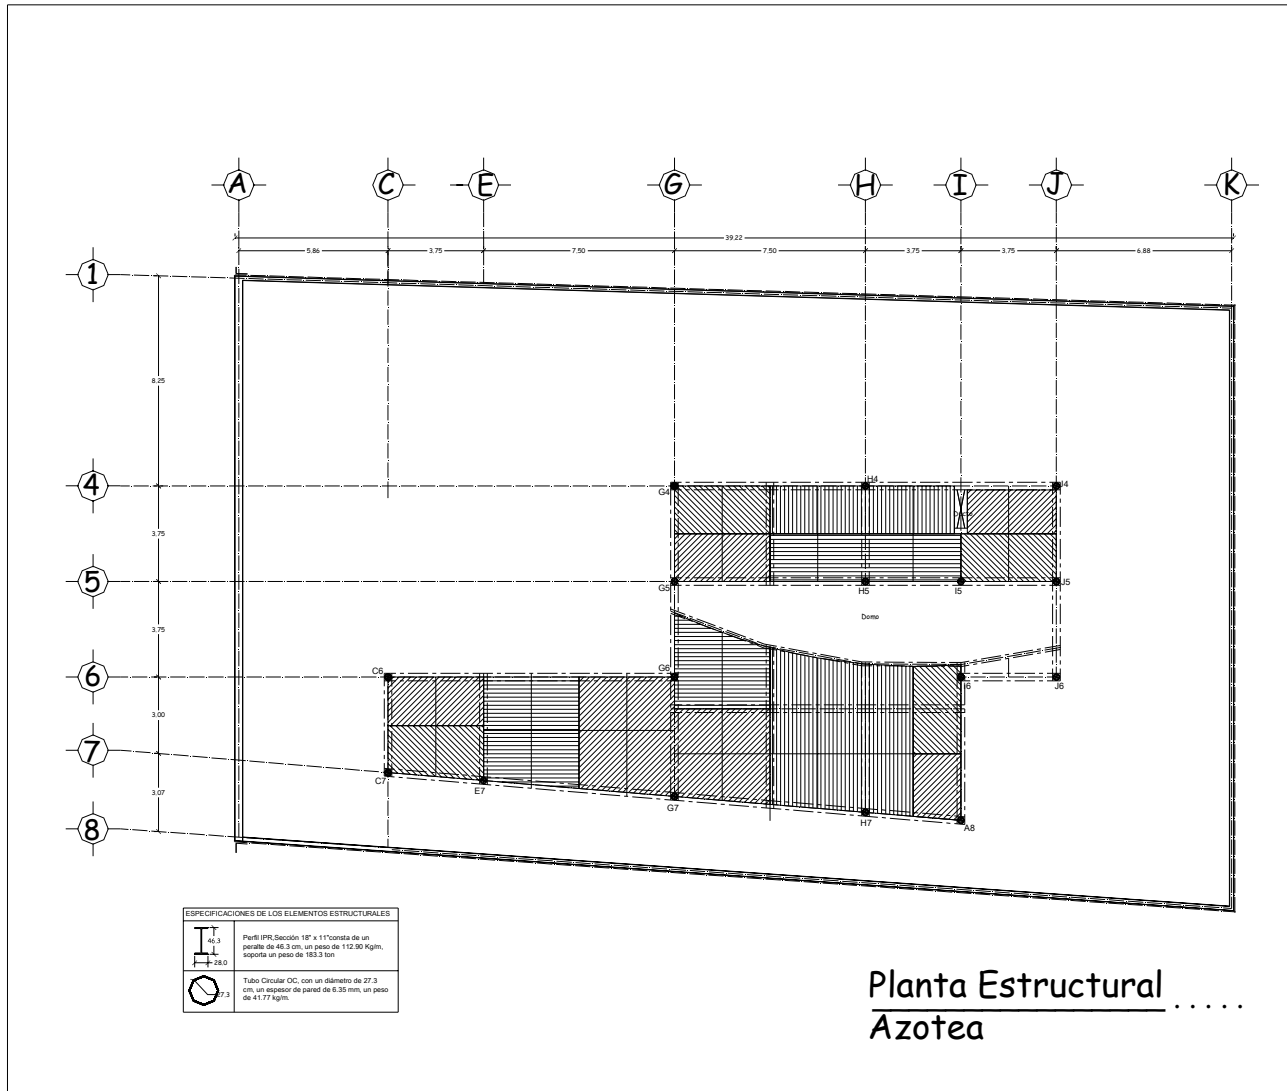 A C E G H I J K
39.22
5.86 3.75 7.50 7.50 3.75 3.75 6.88
1
8.25
4
H4
G4 J4
3.75
5
G5 H5 I5 J5
Domo
3.75
6
C6 G6 I6 J6
3.00
7
C7 E7 G7 H7 A8
3.07
8
ESPECIFICACIONES DE LOS ELEMENTOS ESTRUCTURALES
46.3
28.0
Perfil IPR,Sección 18" x 11"consta de un
peralte de 46.3 cm, un peso de 112.90 Kg/m,
soporta un peso de 183.3 ton
27.3
Tubo Circular OC, con un diámetro de 27.3
cm, un espesor de pared de 6.35 mm, un peso
de 41.77 kg/m.
Planta Estructural .....
Azotea